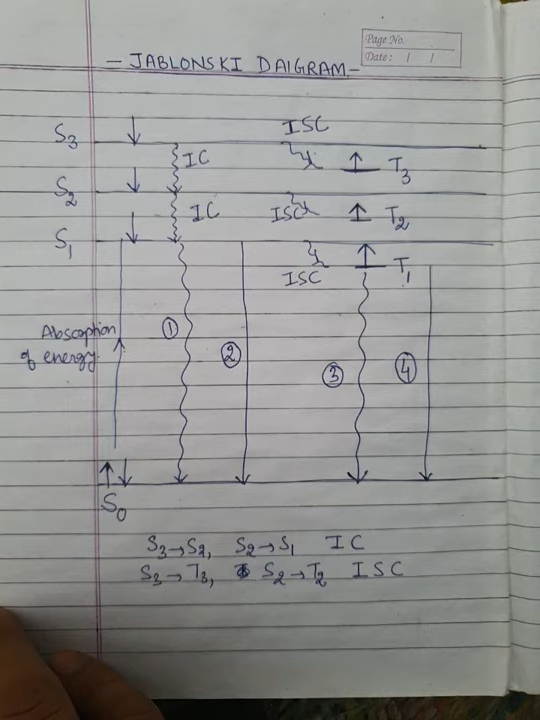 Page No.
Date: / /
- JABLONSKI DAIGRAM -
S₃ ISC
IC T₃
S₂
IC ISC T₂
S₁
ISC T₁
Absorption
of energy
① ② ③ ④
S₀
S₃→S₂, S₂→S₁ IC
S₃→T₃, S₂→T₂ ISC